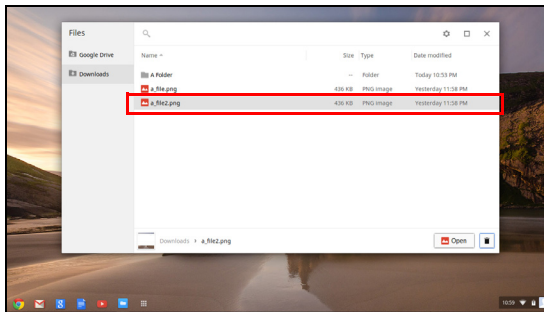 Files
Google Drive
Downloads
Name Size Type Date modified
A Folder -- Folder Today 10:53 PM
a_file.png 436 KB PNG image Yesterday 11:58 PM
a_file2.png 436 KB PNG image Yesterday 11:58 PM
Downloads › a_file2.png
Open
8
10:59